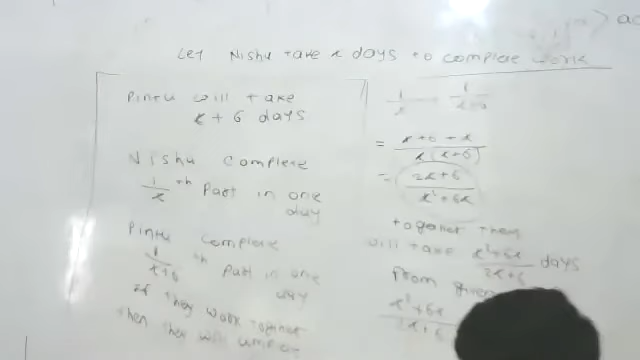 Let Nishu take x days to complete work
Pintu will take
x + 6 days
Nishu complete
1/x th Part in one
day
Pintu complete
1/x+6 th Part in one
day
If they work together
then they will complete
1/x 1/x+6
= x+6+x / x(x+6)
= 2x+6 / x²+6x
together they
will take x²+6x / 2x+6 days
From given
x²+6x / 2x+6